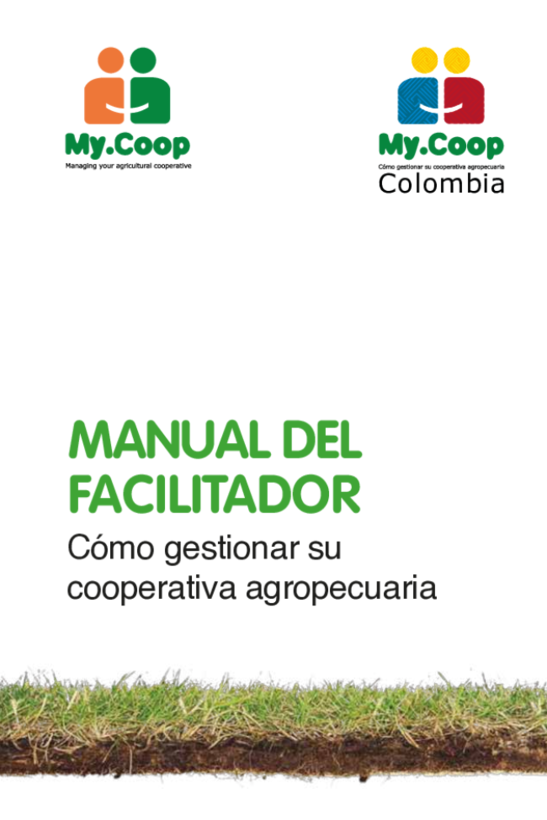 My.Coop
Managing your agricultural cooperative
My.Coop
Cómo gestionar su cooperativa agropecuaria
Colombia
MANUAL DEL
FACILITADOR
Cómo gestionar su
cooperativa agropecuaria